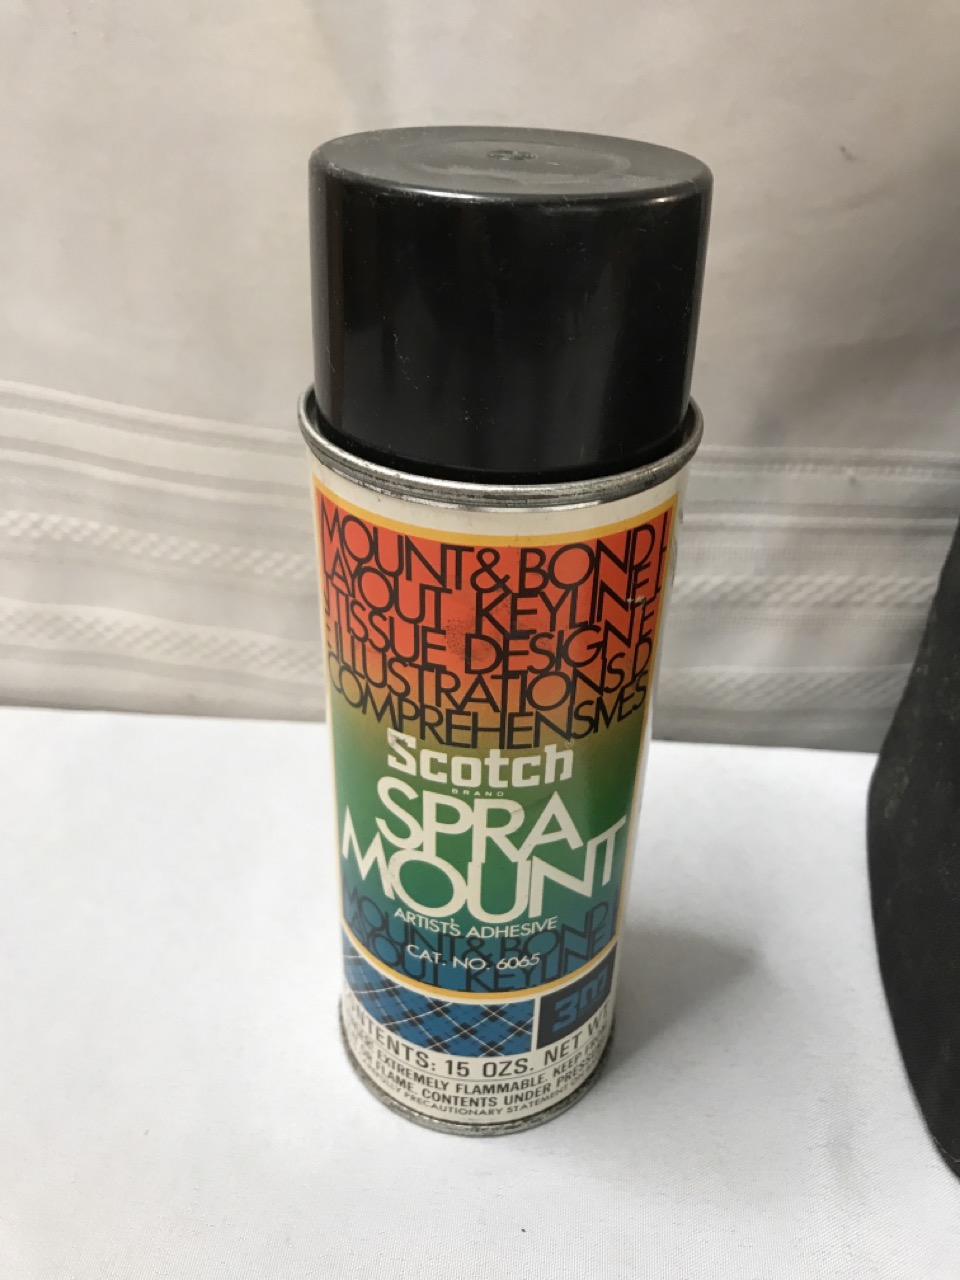 MOUNT & BOND
LAYOUT KEYLINE
TISSUE DESIGN
ILLUSTRATIONS D
COMPREHENSIVES
Scotch
BRAND
SPRA
MOUNT
ARTIST'S ADHESIVE
MOUNT & BOND
CAT. NO. 6065
LAYOUT KEYLINE
3M
CONTENTS: 15 OZS. NET WT
EXTREMELY FLAMMABLE. KEEP
FLAME. CONTENTS UNDER PRESS
PRECAUTIONARY STATEMENT